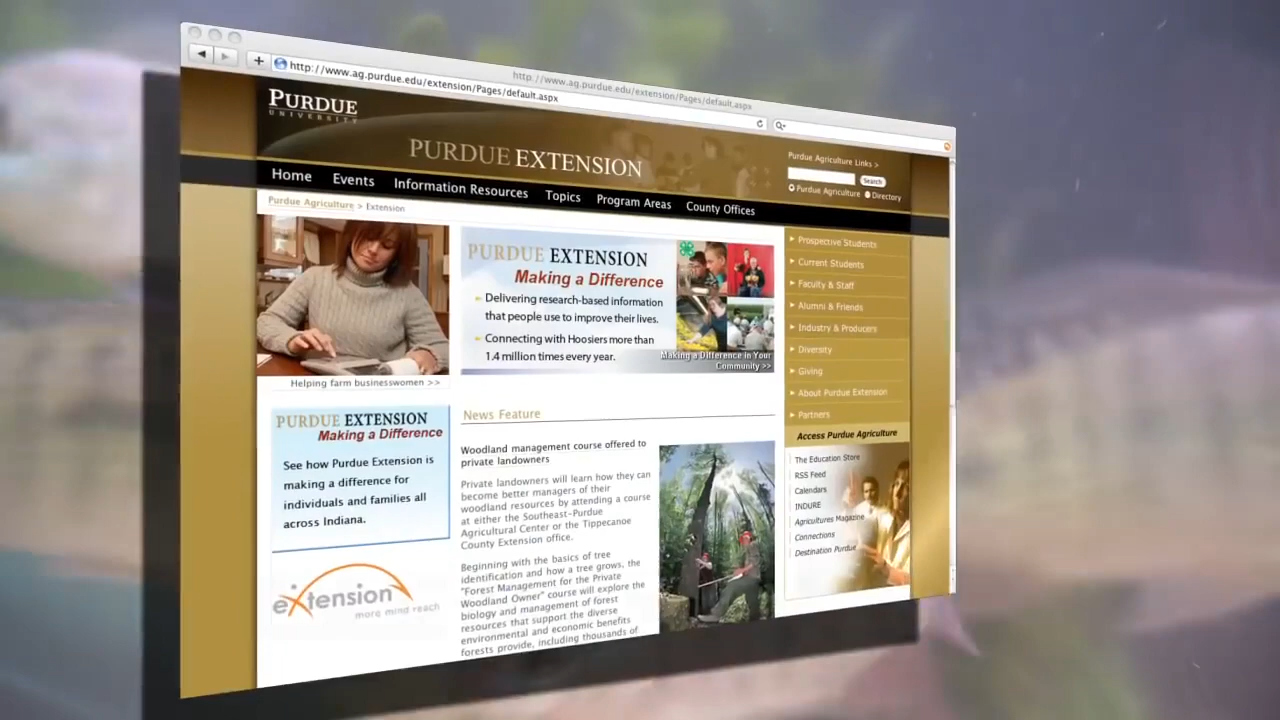 http://www.ag.purdue.edu/extension/Pages/default.aspx
http://www.ag.purdue.edu/extension/Pages/default.aspx
PURDUE
UNIVERSITY
PURDUE EXTENSION
Purdue Agriculture Links >
Search
Purdue Agriculture Directory
Home Events Information Resources Topics Program Areas County Offices
Purdue Agriculture > Extension
Helping farm businesswomen >>
PURDUE EXTENSION
Making a Difference
Delivering research-based information
that people use to improve their lives.
Connecting with Hoosiers more than
1.4 million times every year.
Making a Difference in Your
Community >>
PURDUE EXTENSION
Making a Difference
See how Purdue Extension is
making a difference for
individuals and families all
across Indiana.
eXtension
more mind reach
News Feature
Woodland management course offered to
private landowners
Private landowners will learn how they can
become better managers of their
woodland resources by attending a course
at either the Southeast-Purdue
Agricultural Center or the Tippecanoe
County Extension office.
Beginning with the basics of tree
identification and how a tree grows, the
"Forest Management for the Private
Woodland Owner" course will explore the
biology and management of forest
resources that support the diverse
environmental and economic benefits
forests provide, including thousands of
Prospective Students
Current Students
Faculty & Staff
Alumni & Friends
Industry & Producers
Diversity
Giving
About Purdue Extension
Partners
Access Purdue Agriculture
The Education Store
RSS Feed
Calendars
INDURE
Agricultures Magazine
Connections
Destination Purdue